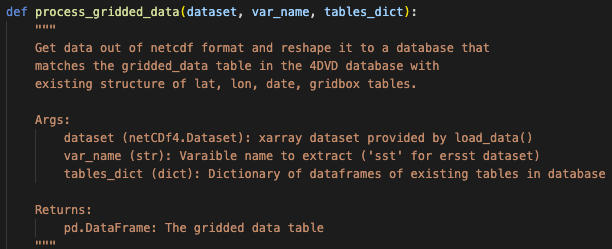 def process_gridded_data(dataset, var_name, tables_dict):
"""
Get data out of netcdf format and reshape it to a database that
matches the gridded_data table in the 4DVD database with
existing structure of lat, lon, date, gridbox tables.
Args:
dataset (netCDf4.Dataset): xarray dataset provided by load_data()
var_name (str): Varaible name to extract ('sst' for ersst dataset)
tables_dict (dict): Dictionary of dataframes of existing tables in database
Returns:
pd.DataFrame: The gridded data table
"""